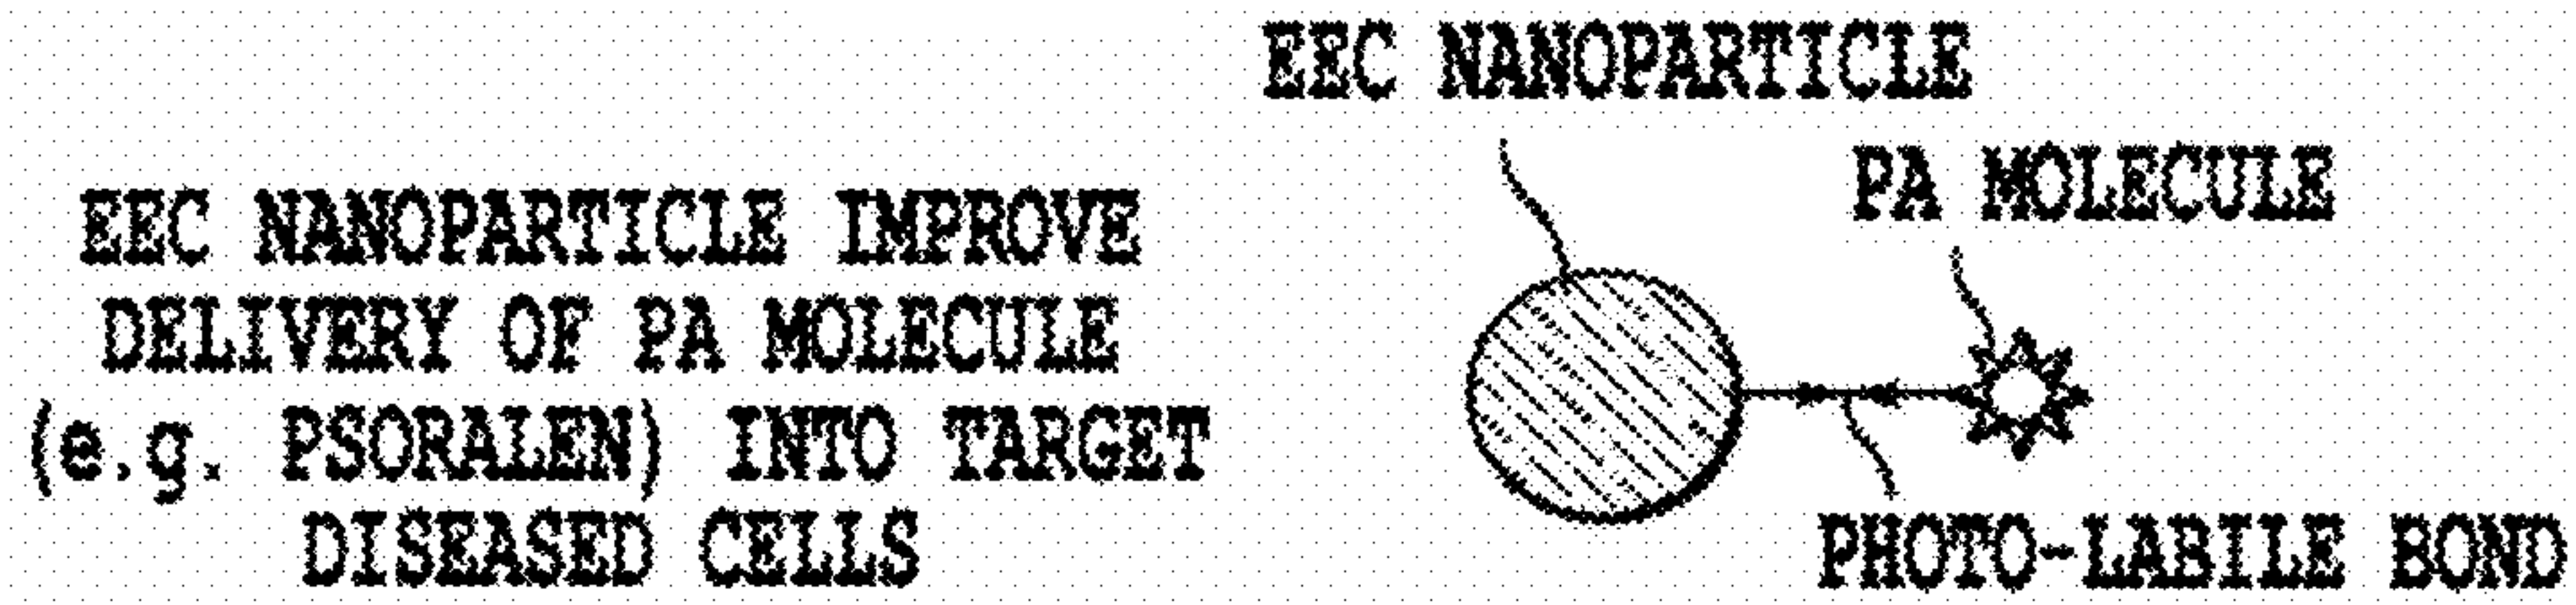 EEC NANOPARTICLE IMPROVE
DELIVERY OF PA MOLECULE
(e.g. PSORALEN) INTO TARGET
DISEASED CELLS
EEC NANOPARTICLE
PA MOLECULE
PHOTO-LABILE BOND